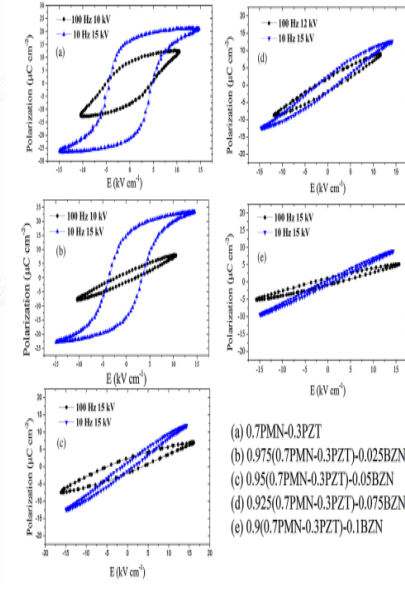 100 Hz 10 kV
10 Hz 15 kV
(a)
Polarization (μC cm⁻²)
E (kV cm⁻¹)
100 Hz 12 kV
10 Hz 15 kV
(d)
Polarization (μC cm⁻²)
E (kV cm⁻¹)
100 Hz 10 kV
10 Hz 15 kV
(b)
Polarization (μC cm⁻²)
E (kV cm⁻¹)
100 Hz 15 kV
10 Hz 15 kV
(e)
Polarization (μC cm⁻²)
E (kV cm⁻¹)
100 Hz 15 kV
10 Hz 15 kV
(c)
Polarization (μC cm⁻²)
E (kV cm⁻¹)
(a) 0.7PMN-0.3PZT
(b) 0.975(0.7PMN-0.3PZT)-0.025BZN
(c) 0.95(0.7PMN-0.3PZT)-0.05BZN
(d) 0.925(0.7PMN-0.3PZT)-0.075BZN
(e) 0.9(0.7PMN-0.3PZT)-0.1BZN